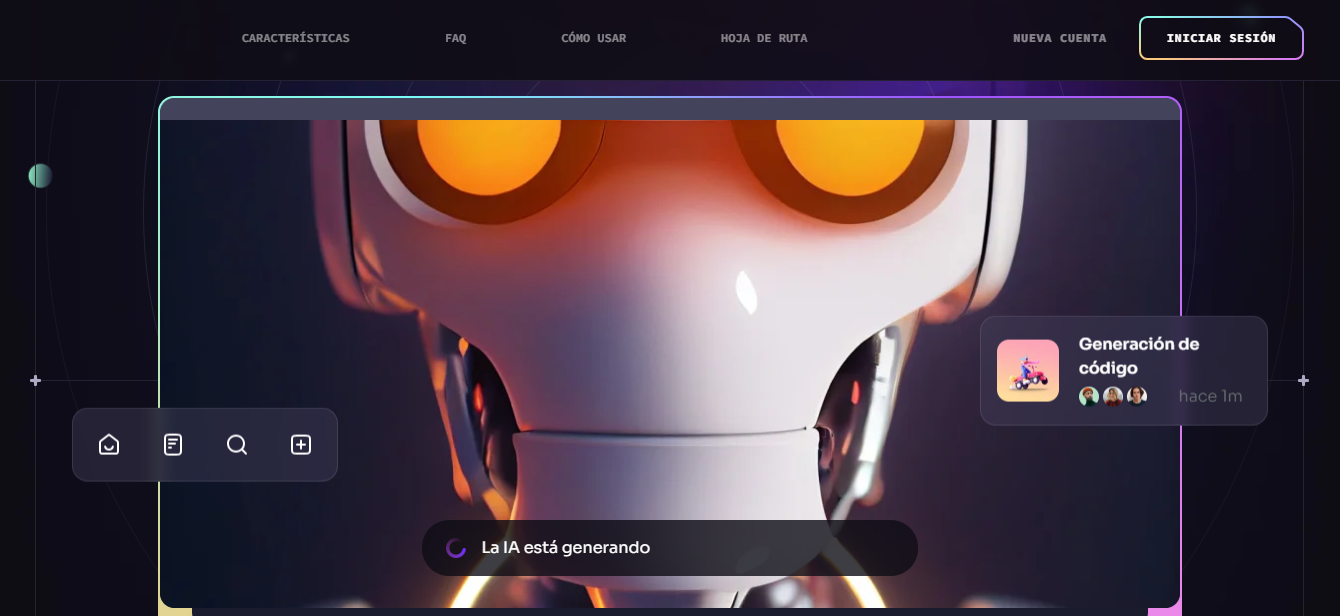 CARACTERÍSTICAS
FAQ
CÓMO USAR
HOJA DE RUTA
NUEVA CUENTA
INICIAR SESIÓN
Generación de
código
hace 1m
La IA está generando